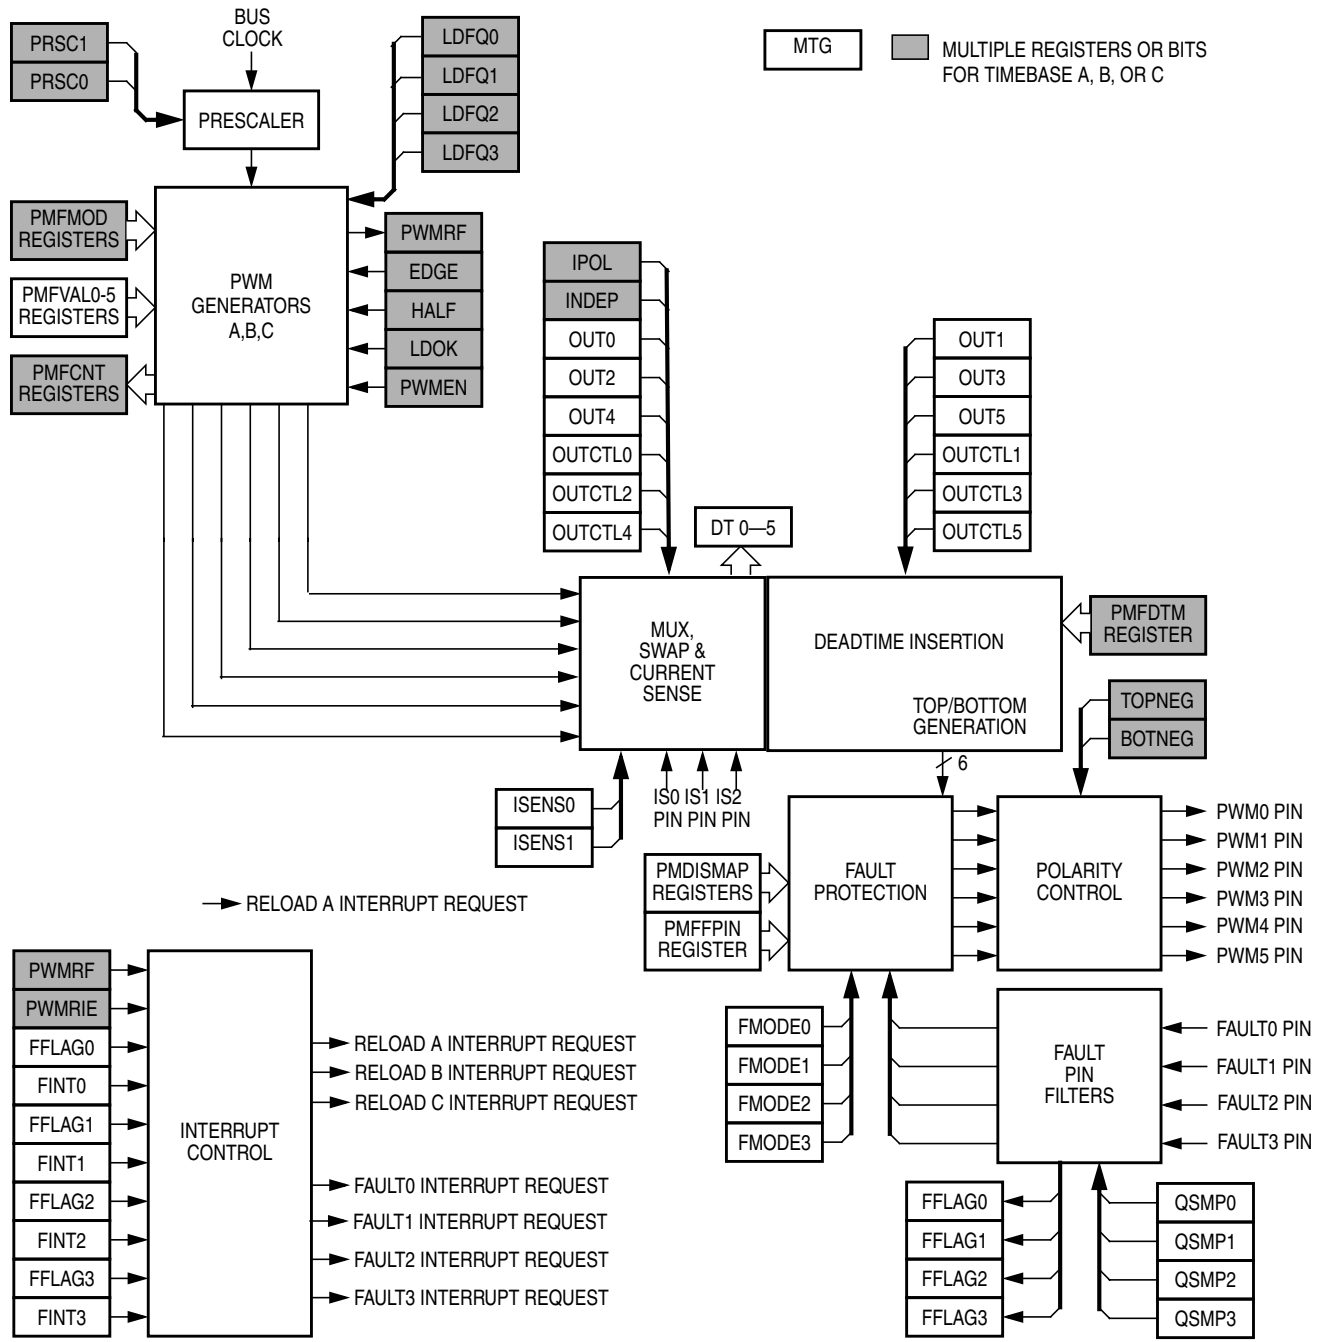 PRSC1
PRSC0
BUS
CLOCK
PRESCALER
LDFQ0
LDFQ1
LDFQ2
LDFQ3
MTG
MULTIPLE REGISTERS OR BITS
FOR TIMEBASE A, B, OR C
PMFMOD
REGISTERS
PMFVAL0-5
REGISTERS
PMFCNT
REGISTERS
PWM
GENERATORS
A,B,C
PWMRF
EDGE
HALF
LDOK
PWMEN
IPOL
INDEP
OUT0
OUT2
OUT4
OUTCTL0
OUTCTL2
OUTCTL4
DT 0—5
OUT1
OUT3
OUT5
OUTCTL1
OUTCTL3
OUTCTL5
MUX,
SWAP &
CURRENT
SENSE
DEADTIME INSERTION
TOP/BOTTOM
GENERATION
PMFDTM
REGISTER
TOPNEG
BOTNEG
6
ISENS0
ISENS1
IS0 IS1 IS2
PIN PIN PIN
PMDISMAP
REGISTERS
PMFFPIN
REGISTER
FAULT
PROTECTION
POLARITY
CONTROL
PWM0 PIN
PWM1 PIN
PWM2 PIN
PWM3 PIN
PWM4 PIN
PWM5 PIN
RELOAD A INTERRUPT REQUEST
PWMRF
PWMRIE
FFLAG0
FINT0
FFLAG1
FINT1
FFLAG2
FINT2
FFLAG3
FINT3
INTERRUPT
CONTROL
RELOAD A INTERRUPT REQUEST
RELOAD B INTERRUPT REQUEST
RELOAD C INTERRUPT REQUEST
FAULT0 INTERRUPT REQUEST
FAULT1 INTERRUPT REQUEST
FAULT2 INTERRUPT REQUEST
FAULT3 INTERRUPT REQUEST
FMODE0
FMODE1
FMODE2
FMODE3
FAULT
PIN
FILTERS
FAULT0 PIN
FAULT1 PIN
FAULT2 PIN
FAULT3 PIN
FFLAG0
FFLAG1
FFLAG2
FFLAG3
QSMP0
QSMP1
QSMP2
QSMP3